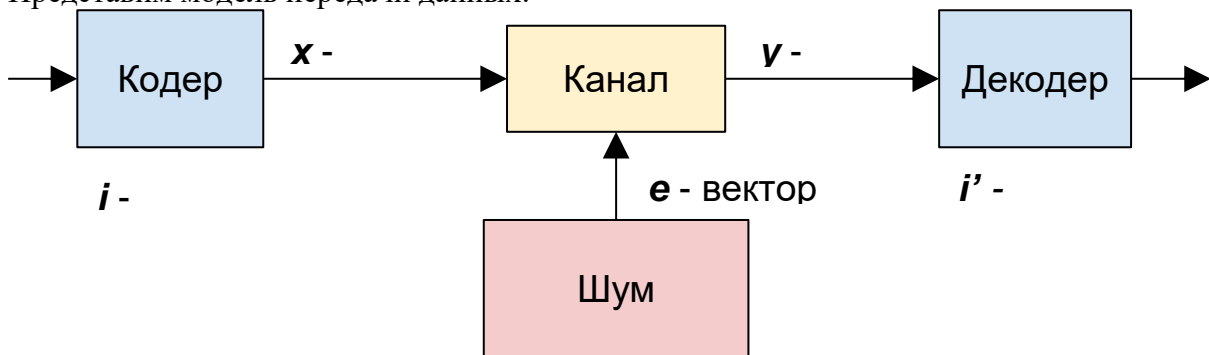 Представим модель передачи данных.
x -
y -
Кодер
Канал
Декодер
i -
e - вектор
i’ -
Шум